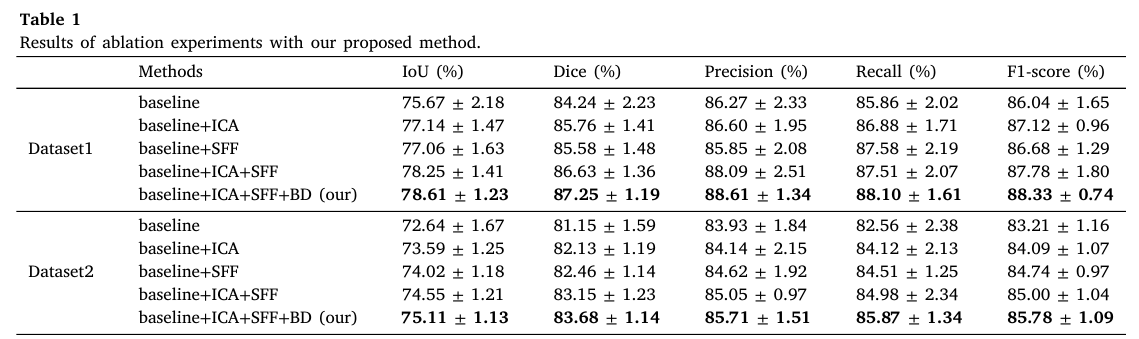 Table 1
Results of ablation experiments with our proposed method.
Methods IoU (%) Dice (%) Precision (%) Recall (%) F1-score (%)
baseline 75.67 ± 2.18 84.24 ± 2.23 86.27 ± 2.33 85.86 ± 2.02 86.04 ± 1.65
baseline+ICA 77.14 ± 1.47 85.76 ± 1.41 86.60 ± 1.95 86.88 ± 1.71 87.12 ± 0.96
Dataset1 baseline+SFF 77.06 ± 1.63 85.58 ± 1.48 85.85 ± 2.08 87.58 ± 2.19 86.68 ± 1.29
baseline+ICA+SFF 78.25 ± 1.41 86.63 ± 1.36 88.09 ± 2.51 87.51 ± 2.07 87.78 ± 1.80
baseline+ICA+SFF+BD (our) 78.61 ± 1.23 87.25 ± 1.19 88.61 ± 1.34 88.10 ± 1.61 88.33 ± 0.74
baseline 72.64 ± 1.67 81.15 ± 1.59 83.93 ± 1.84 82.56 ± 2.38 83.21 ± 1.16
baseline+ICA 73.59 ± 1.25 82.13 ± 1.19 84.14 ± 2.15 84.12 ± 2.13 84.09 ± 1.07
Dataset2 baseline+SFF 74.02 ± 1.18 82.46 ± 1.14 84.62 ± 1.92 84.51 ± 1.25 84.74 ± 0.97
baseline+ICA+SFF 74.55 ± 1.21 83.15 ± 1.23 85.05 ± 0.97 84.98 ± 2.34 85.00 ± 1.04
baseline+ICA+SFF+BD (our) 75.11 ± 1.13 83.68 ± 1.14 85.71 ± 1.51 85.87 ± 1.34 85.78 ± 1.09